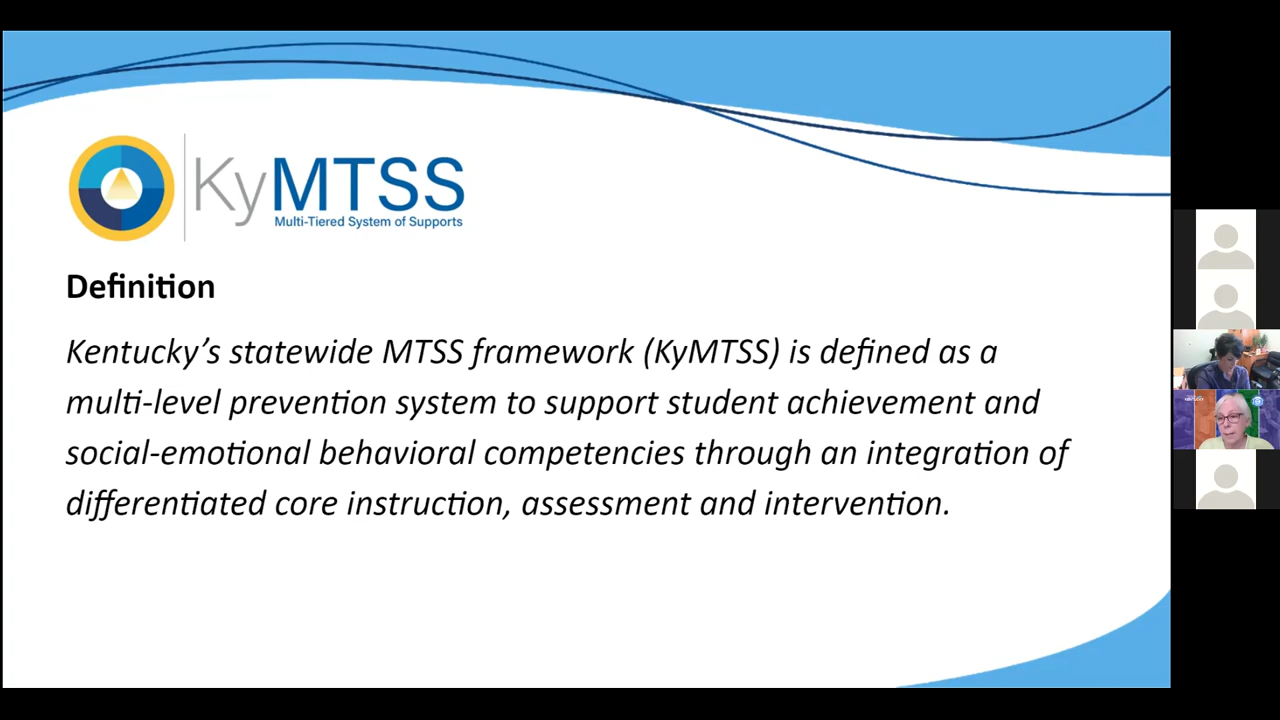 KyMTSS
Multi-Tiered System of Supports
Definition
Kentucky’s statewide MTSS framework (KyMTSS) is defined as a
multi-level prevention system to support student achievement and
social-emotional behavioral competencies through an integration of
differentiated core instruction, assessment and intervention.